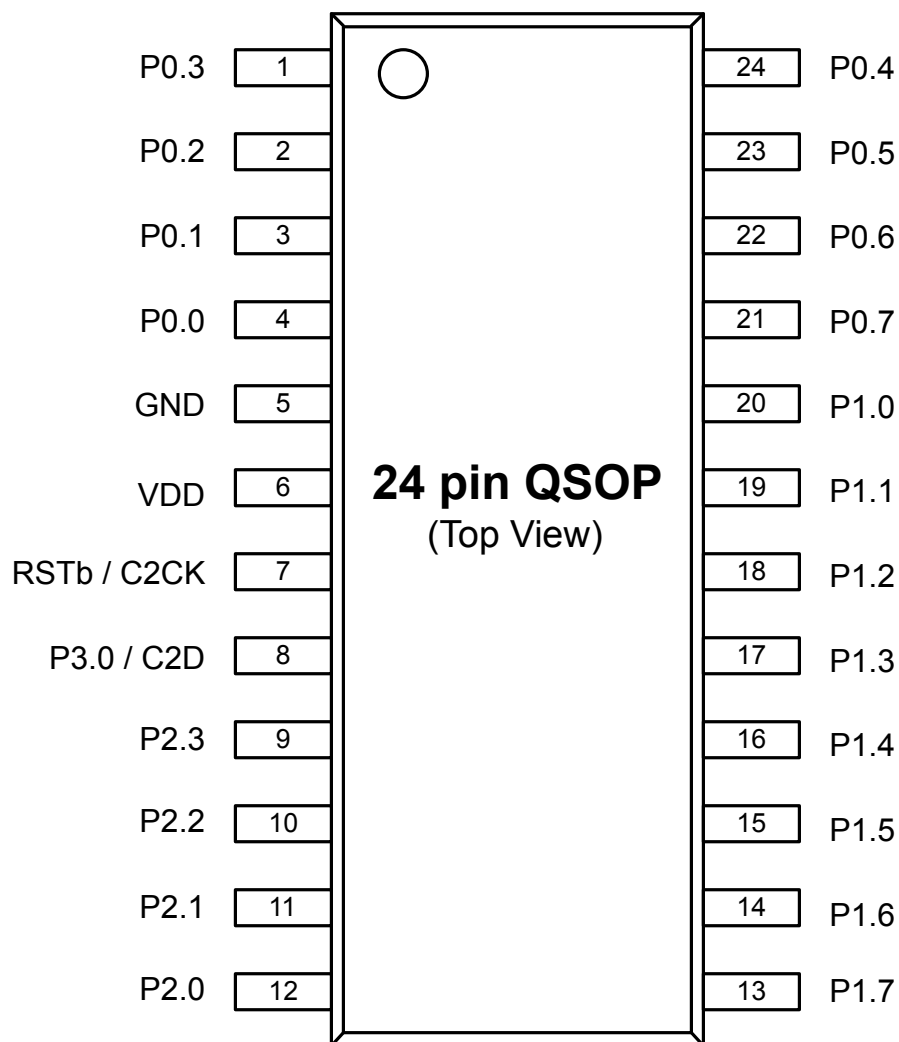 P0.3 1 24 P0.4
P0.2 2 23 P0.5
P0.1 3 22 P0.6
P0.0 4 21 P0.7
GND 5 20 P1.0
VDD 6 24 pin QSOP 19 P1.1
(Top View)
RSTb / C2CK 7 18 P1.2
P3.0 / C2D 8 17 P1.3
P2.3 9 16 P1.4
P2.2 10 15 P1.5
P2.1 11 14 P1.6
P2.0 12 13 P1.7